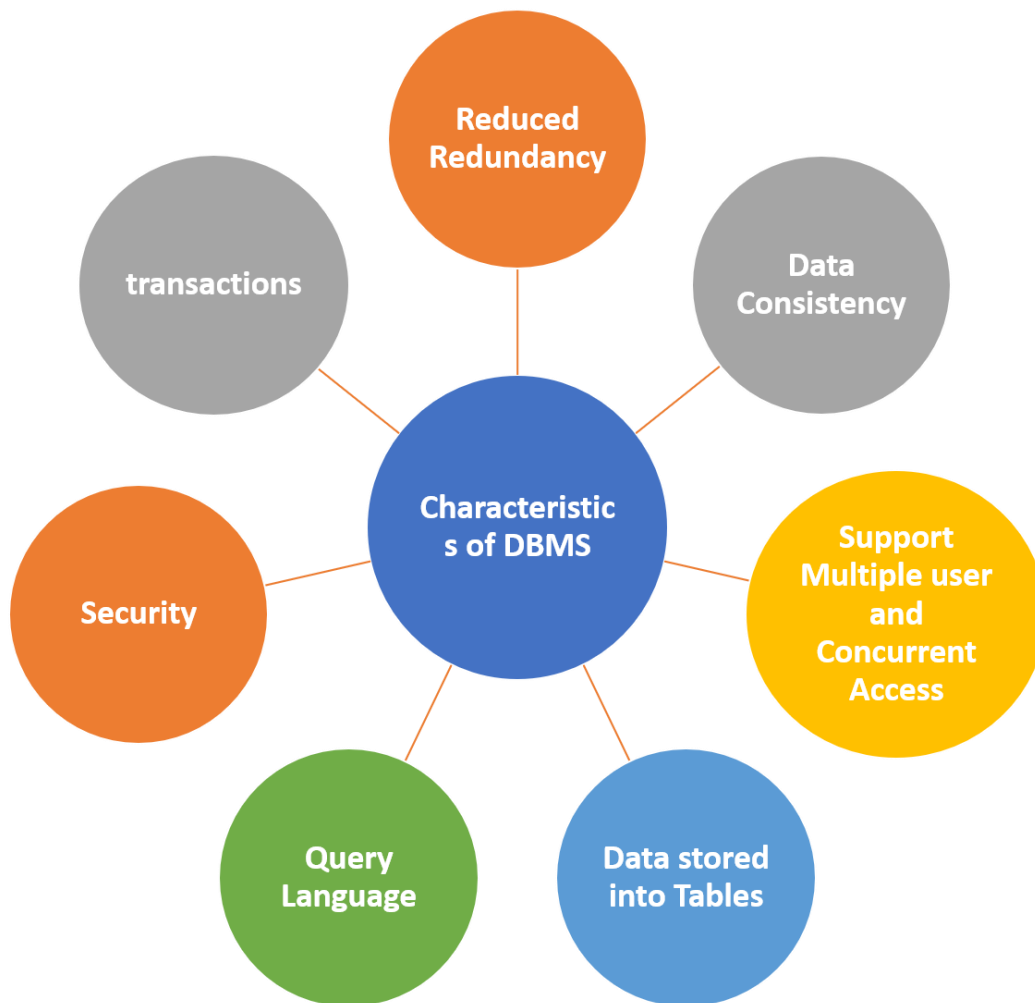 Reduced
Redundancy
transactions
Data
Consistency
Characteristic
s of DBMS
Support
Multiple user
and
Concurrent
Access
Security
Query
Language
Data stored
into Tables